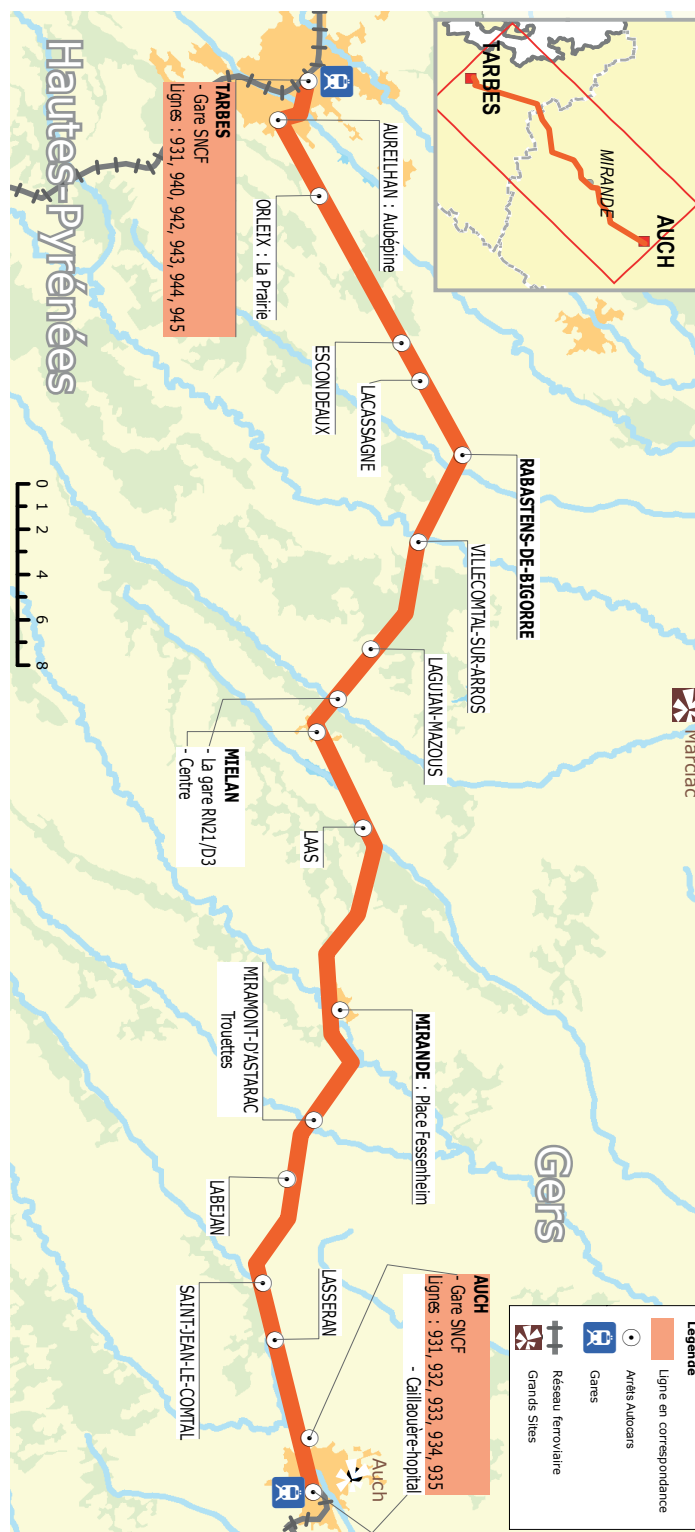 TARBES
MIRANDE
AUCH
Hautes-Pyrénées
TARBES
- Gare SNCF
Lignes : 931, 940, 942, 943, 944, 945
AUREILHAN : Aubépine
ORLEIX : La Prairie
ESCONDEAUX
LACASSAGNE
RABASTENS-DE-BIGORRE
VILLECOMTAL-SUR-ARROS
LAGUIAN-MAZOUS
MIELAN
- La gare RN21/D3
- Centre
LAAS
Marciac
MIRANDE : Place Fessenheim
MIRAMONT-D'ASTARAC
Trouettes
LABEJAN
SAINT-JEAN-LE-COMTAL
LASSERAN
AUCH
- Gare SNCF
Lignes : 931, 932, 933, 934, 935
- Caillaouère-hopital
Auch
Gers
0 1 2 4 6 8
Légende
Ligne en correspondance
Arrêts Autocars
Gares
Réseau ferroviaire
Grands Sites